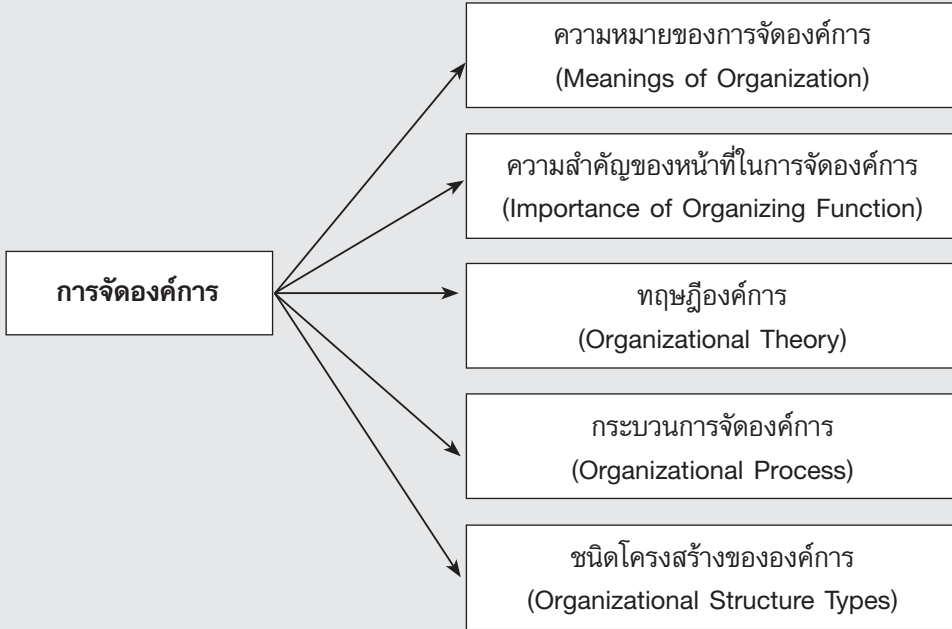 ความหมายของการจัดองค์การ
(Meanings of Organization)
ความสำคัญของหน้าที่ในการจัดองค์การ
(Importance of Organizing Function)
การจัดองค์การ
ทฤษฎีองค์การ
(Organizational Theory)
กระบวนการจัดองค์การ
(Organizational Process)
ชนิดโครงสร้างขององค์การ
(Organizational Structure Types)